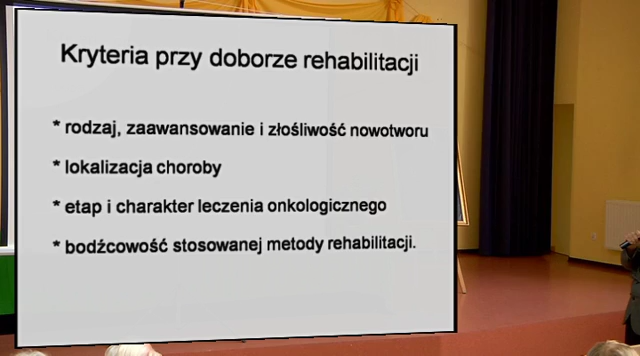 Kryteria przy doborze rehabilitacji
* rodzaj, zaawansowanie i złośliwość nowotworu
* lokalizacja choroby
* etap i charakter leczenia onkologicznego
* bodźcowość stosowanej metody rehabilitacji.